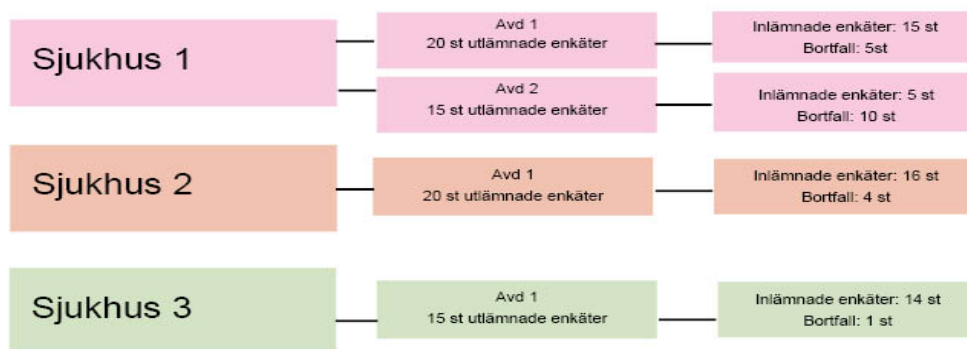 Sjukhus 1
Avd 1
20 st utlämnade enkäter
Inlämnade enkäter: 15 st
Bortfall: 5st
Avd 2
15 st utlämnade enkäter
Inlämnade enkäter: 5 st
Bortfall: 10 st
Sjukhus 2
Avd 1
20 st utlämnade enkäter
Inlämnade enkäter: 16 st
Bortfall: 4 st
Sjukhus 3
Avd 1
15 st utlämnade enkäter
Inlämnade enkäter: 14 st
Bortfall: 1 st